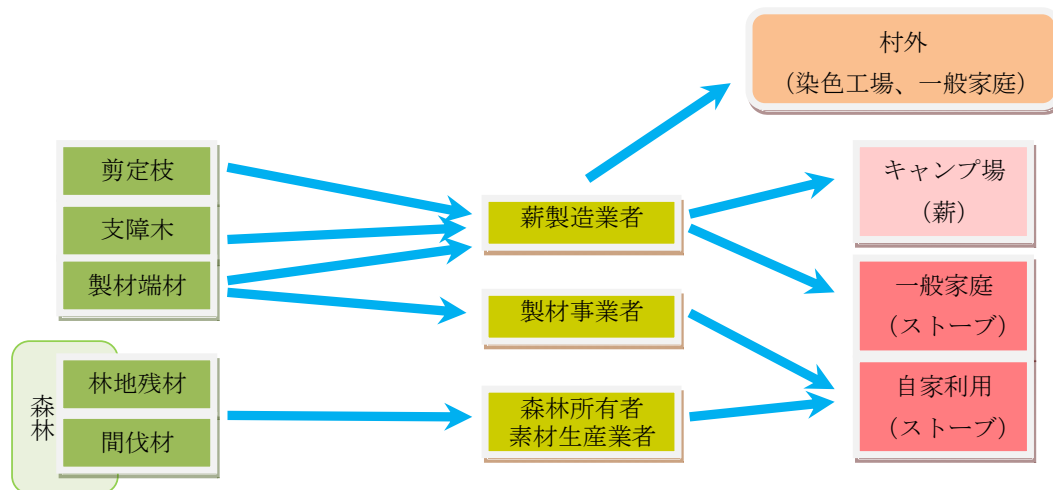 村外
（染色工場、一般家庭）
剪定枝
支障木
製材端材
森林
林地残材
間伐材
薪製造業者
製材事業者
森林所有者
素材生産業者
キャンプ場
（薪）
一般家庭
（ストーブ）
自家利用
（ストーブ）